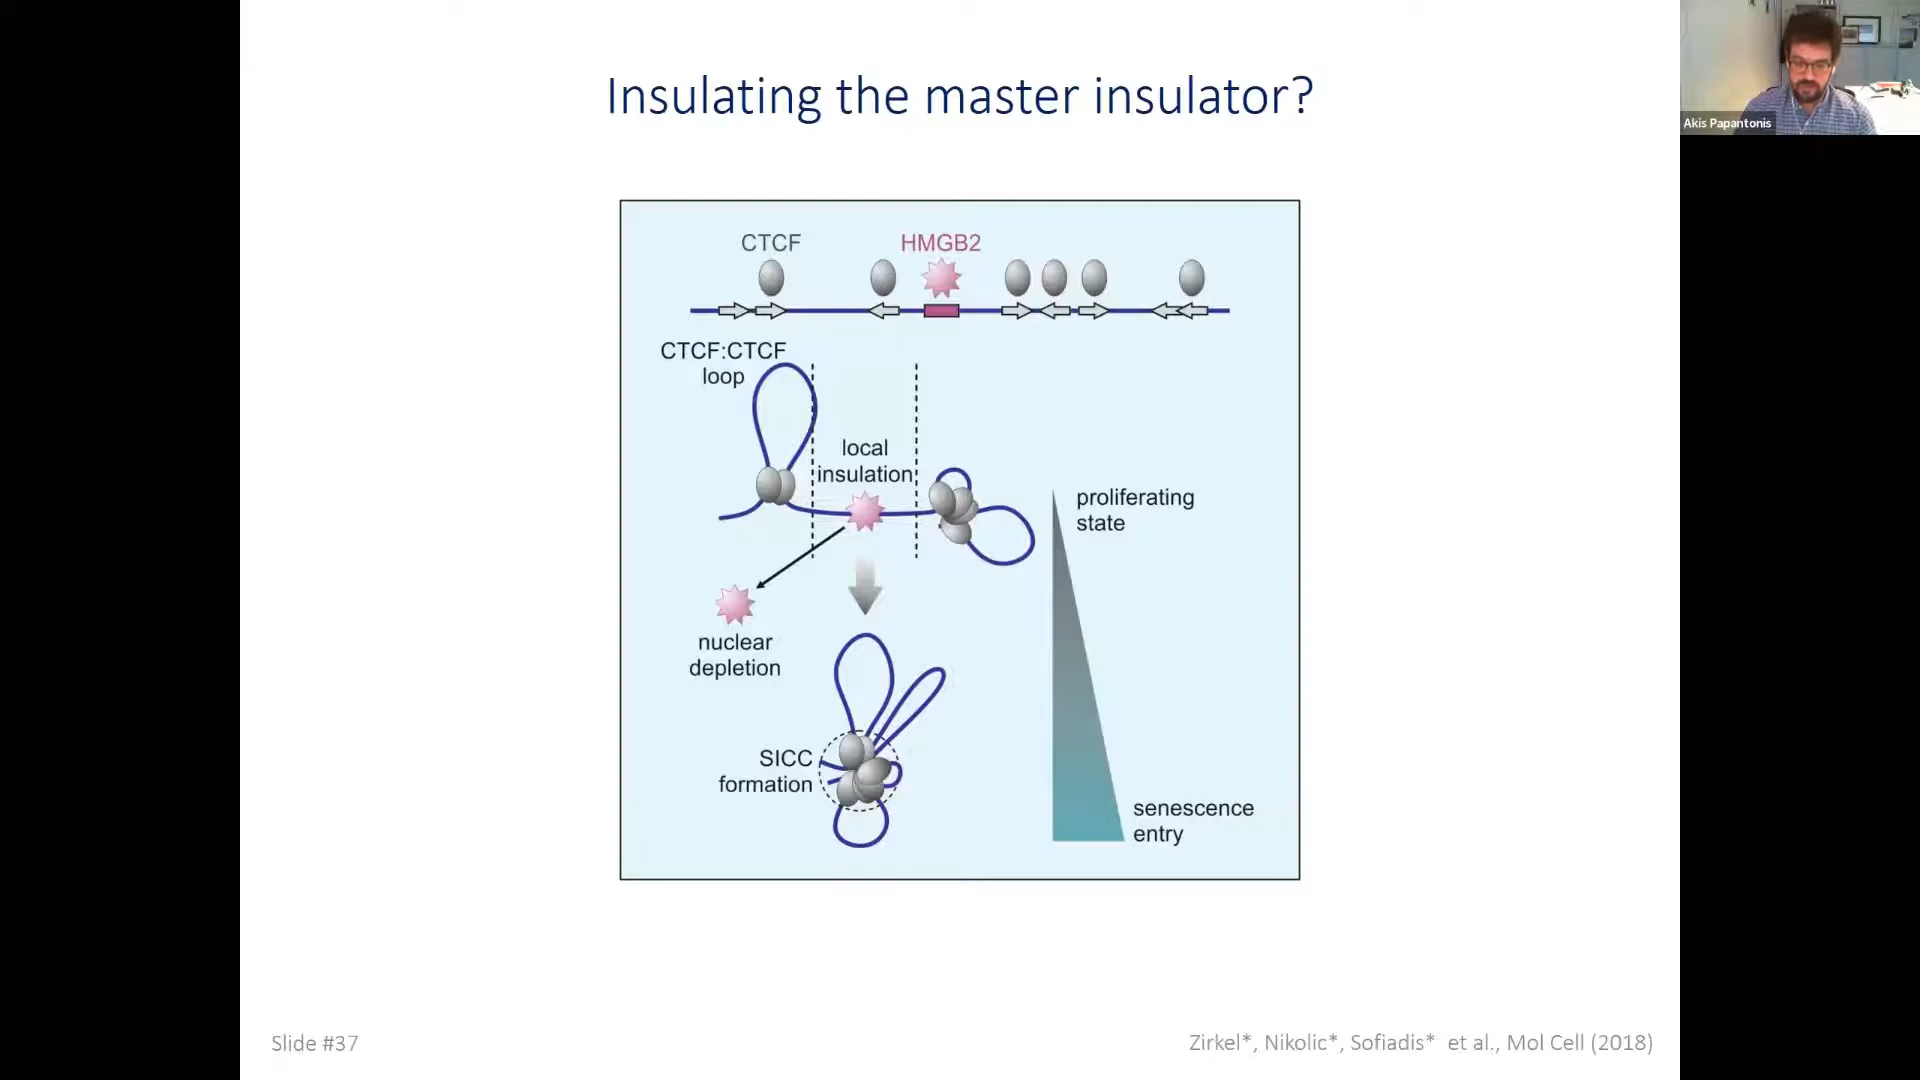 Insulating the master insulator?
Akis Papantonis
CTCF
HMGB2
CTCF:CTCF
loop
local
insulation
proliferating
state
nuclear
depletion
SICC
formation
senescence
entry
Slide #37
Zirkel*, Nikolic*, Sofiadis* et al., Mol Cell (2018)